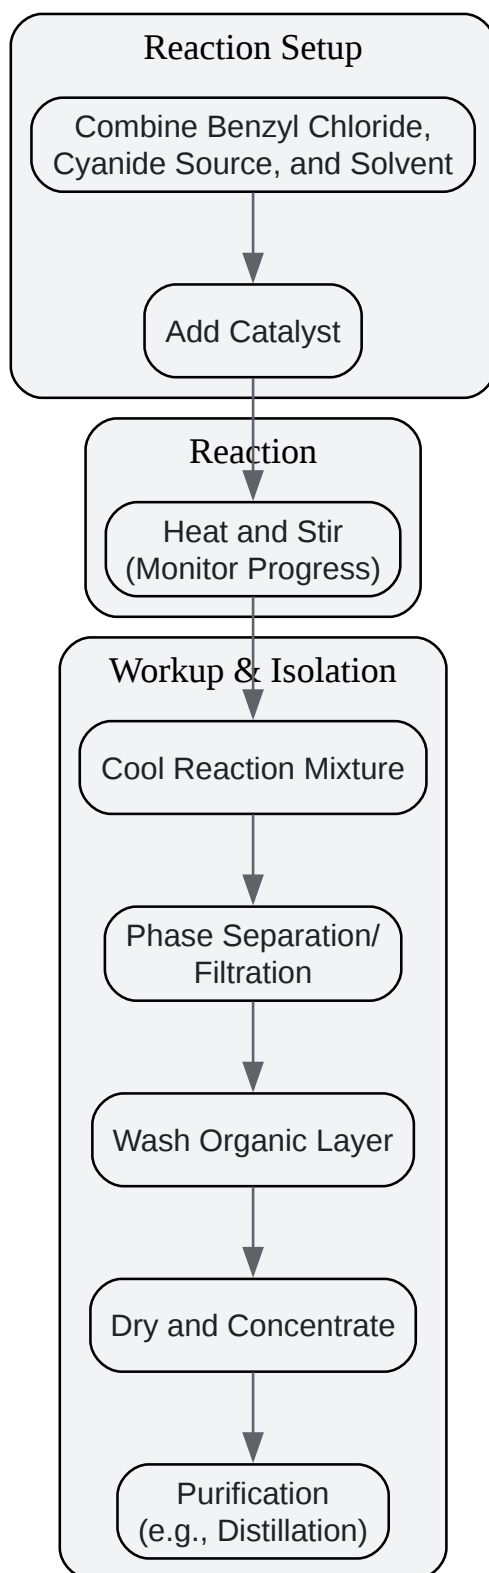 Reaction Setup
Combine Benzyl Chloride,
Cyanide Source, and Solvent
Add Catalyst
Reaction
Heat and Stir
(Monitor Progress)
Workup & Isolation
Cool Reaction Mixture
Phase Separation/
Filtration
Wash Organic Layer
Dry and Concentrate
Purification
(e.g., Distillation)